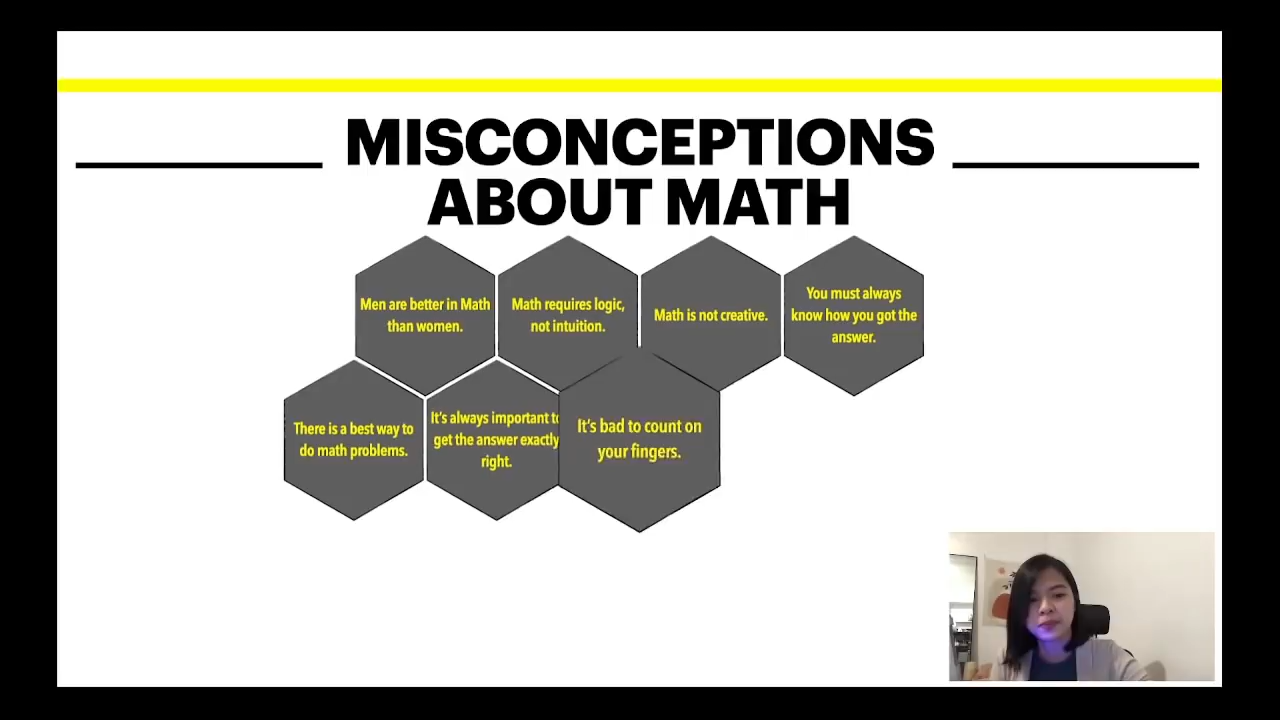 MISCONCEPTIONS
ABOUT MATH
Men are better in Math
than women.
Math requires logic,
not intuition.
Math is not creative.
You must always
know how you got the
answer.
There is a best way to
do math problems.
It's always important to
get the answer exactly
right.
It's bad to count on
your fingers.